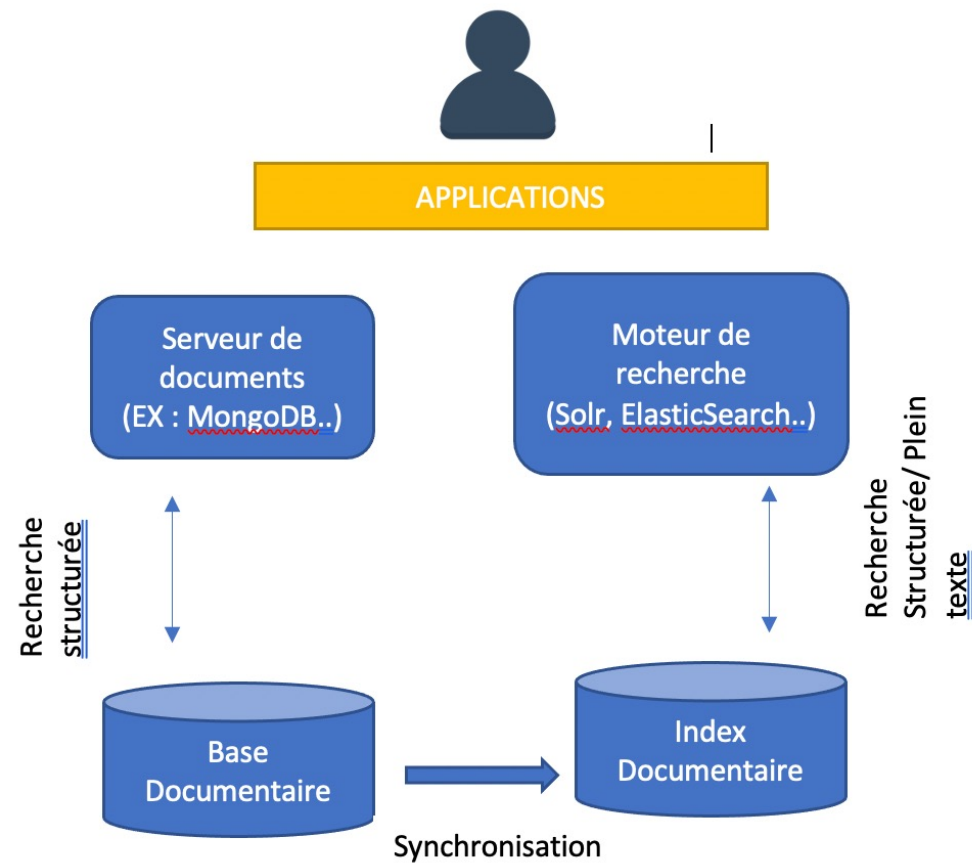 APPLICATIONS
Serveur de
documents
(EX : MongoDB..)
Moteur de
recherche
(Solr, ElasticSearch..)
Recherche
structurée
Recherche
Structurée/ Plein
texte
Base
Documentaire
Index
Documentaire
Synchronisation